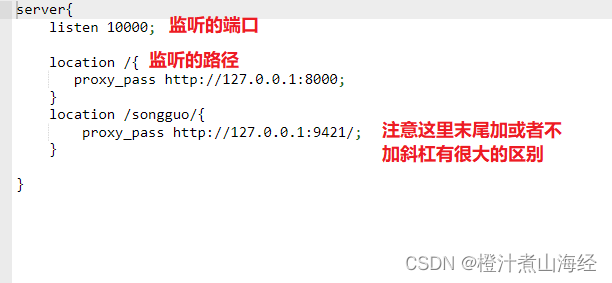 server{
listen 10000; 监听的端口
location /{ 监听的路径
proxy_pass http://127.0.0.1:8000;
}
location /songguo/{
proxy_pass http://127.0.0.1:9421/; 注意这里末尾加或者不
加斜杠有很大的区别
}
}
CSDN @橙汁煮山海经